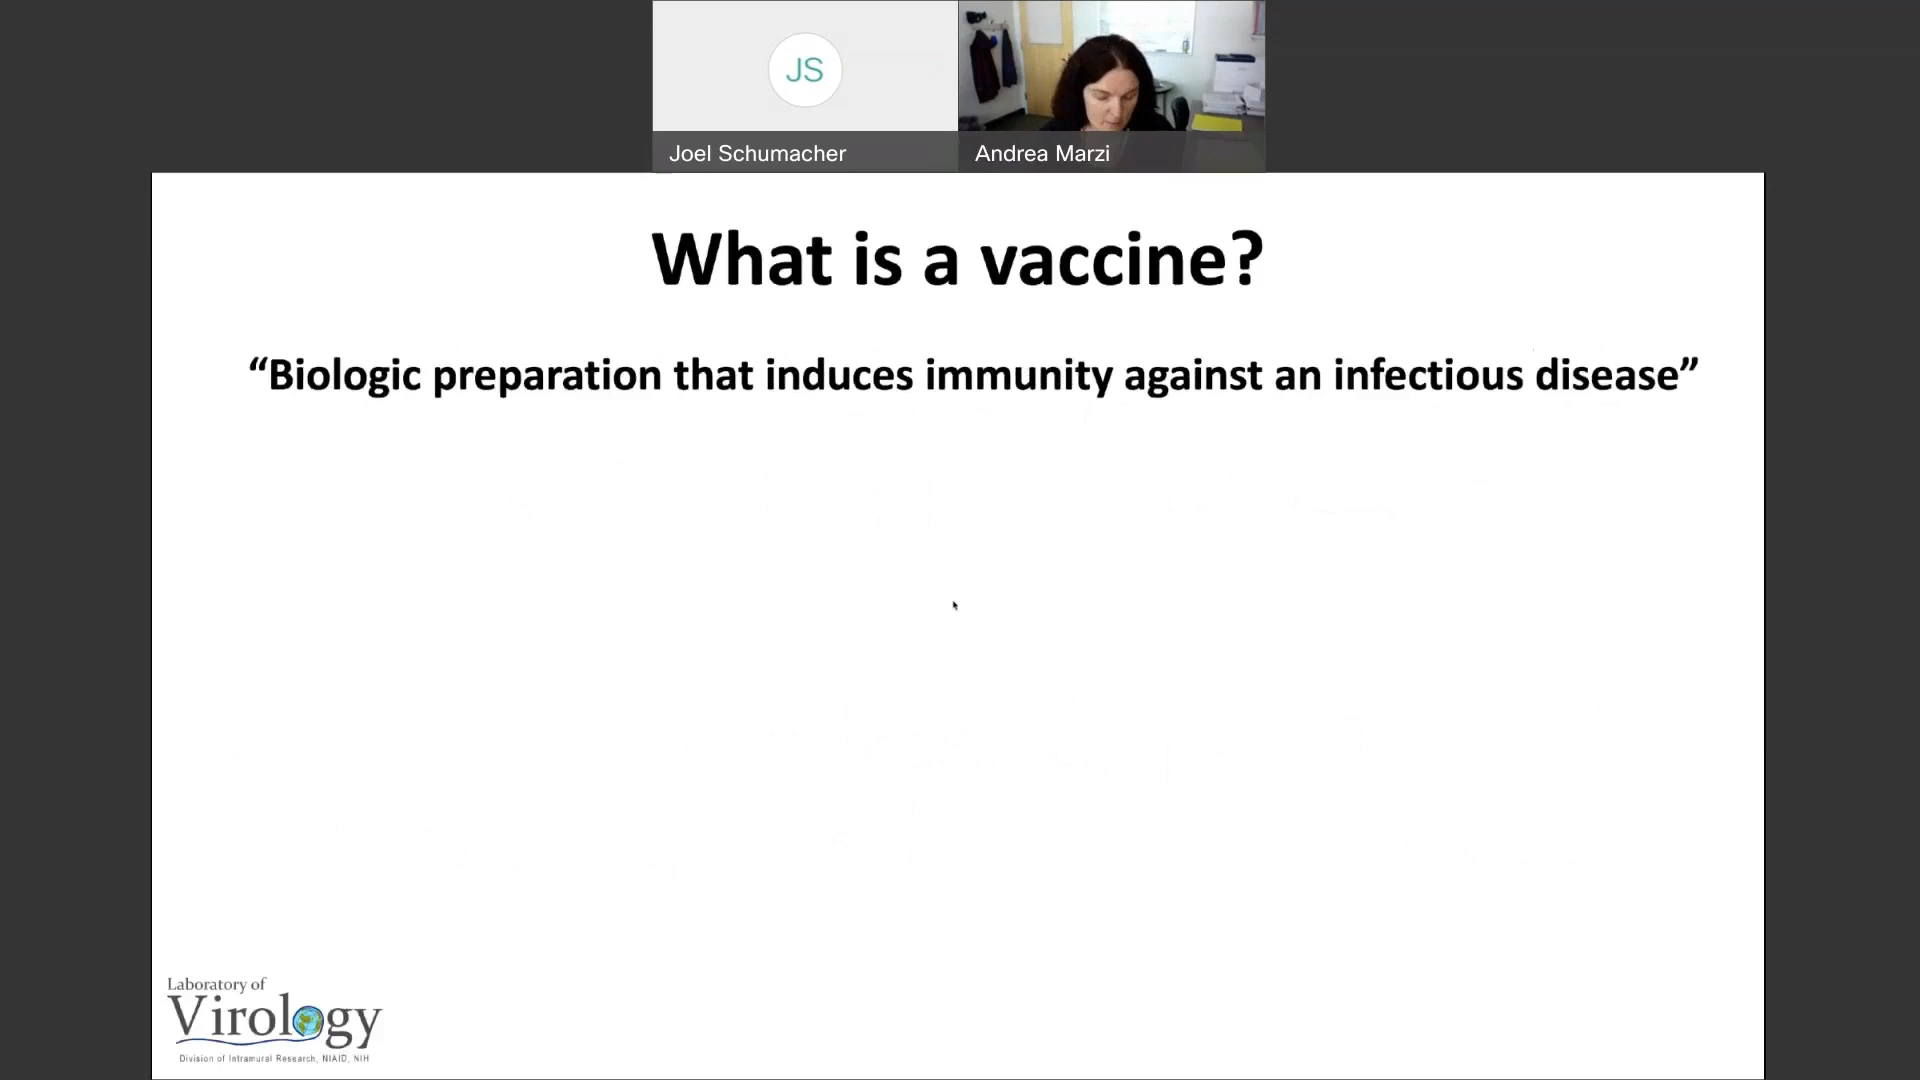 JS
Joel Schumacher
Andrea Marzi
What is a vaccine?
“Biologic preparation that induces immunity against an infectious disease”
Laboratory of
Virology
Division of Intramural Research, NIAID, NIH